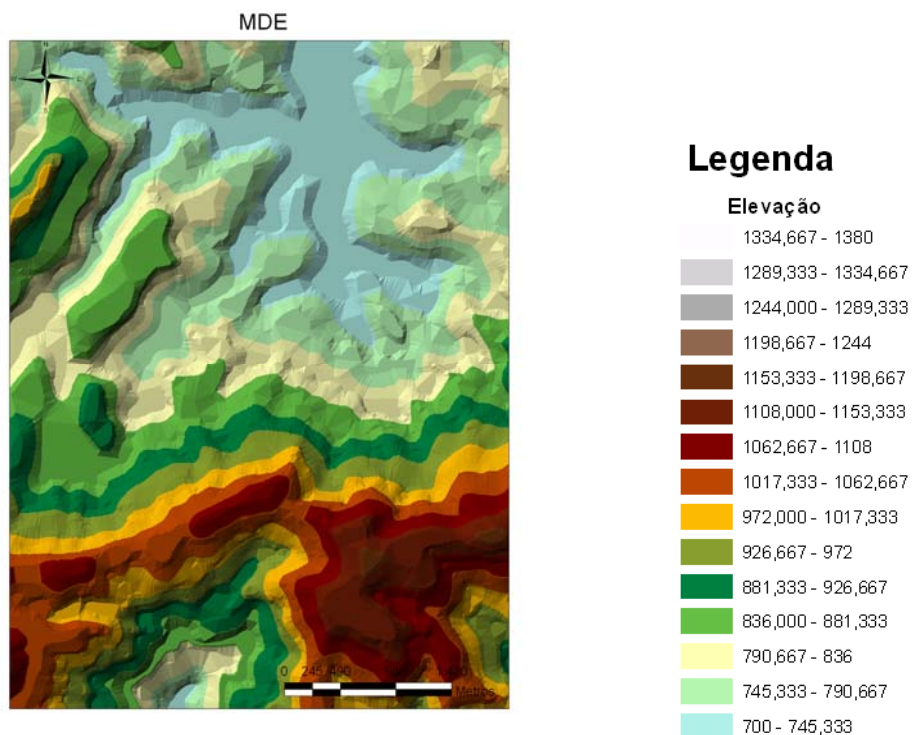 MDE
N
Legenda
Elevação
1334,667 - 1380
1289,333 - 1334,667
1244,000 - 1289,333
1198,667 - 1244
1153,333 - 1198,667
1108,000 - 1153,333
1062,667 - 1108
1017,333 - 1062,667
972,000 - 1017,333
926,667 - 972
881,333 - 926,667
836,000 - 881,333
790,667 - 836
745,333 - 790,667
700 - 745,333
0 245 490
Metros